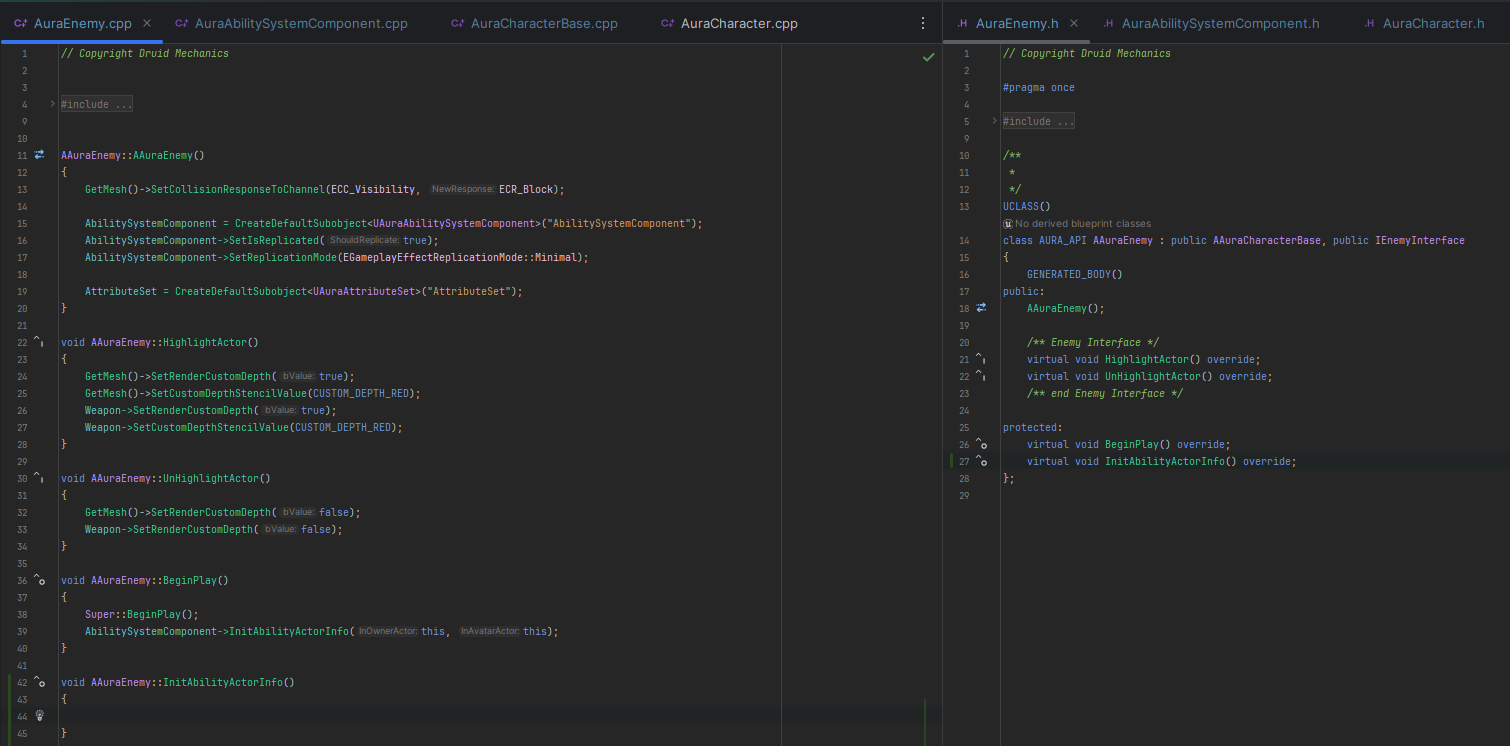 AuraEnemy.cpp AuraAbilitySystemComponent.cpp AuraCharacterBase.cpp AuraCharacter.cpp
1 // Copyright Druid Mechanics
2
3
4 #include ...
9
10
11 AAuraEnemy::AAuraEnemy()
12 {
13 GetMesh()->SetCollisionResponseToChannel(ECC_Visibility, NewResponse: ECR_Block);
14
15 AbilitySystemComponent = CreateDefaultSubobject<UAuraAbilitySystemComponent>("AbilitySystemComponent");
16 AbilitySystemComponent->SetIsReplicated( ShouldReplicate: true);
17 AbilitySystemComponent->SetReplicationMode(EGameplayEffectReplicationMode::Minimal);
18
19 AttributeSet = CreateDefaultSubobject<UAuraAttributeSet>("AttributeSet");
20 }
21
22 void AAuraEnemy::HighlightActor()
23 {
24 GetMesh()->SetRenderCustomDepth( bValue: true);
25 GetMesh()->SetCustomDepthStencilValue(CUSTOM_DEPTH_RED);
26 Weapon->SetRenderCustomDepth( bValue: true);
27 Weapon->SetCustomDepthStencilValue(CUSTOM_DEPTH_RED);
28 }
29
30 void AAuraEnemy::UnHighlightActor()
31 {
32 GetMesh()->SetRenderCustomDepth( bValue: false);
33 Weapon->SetRenderCustomDepth( bValue: false);
34 }
35
36 void AAuraEnemy::BeginPlay()
37 {
38 Super::BeginPlay();
39 AbilitySystemComponent->InitAbilityActorInfo( InOwnerActor: this, InAvatarActor: this);
40 }
41
42 void AAuraEnemy::InitAbilityActorInfo()
43 {
44
45 }
.H AuraEnemy.h .H AuraAbilitySystemComponent.h .H AuraCharacter.h
1 // Copyright Druid Mechanics
2
3 #pragma once
4
5 #include ...
9
10 /**
11 *
12 */
13 UCLASS()
No derived blueprint classes
14 class AURA_API AAuraEnemy : public AAuraCharacterBase, public IEnemyInterface
15 {
16 GENERATED_BODY()
17 public:
18 AAuraEnemy();
19
20 /** Enemy Interface */
21 virtual void HighlightActor() override;
22 virtual void UnHighlightActor() override;
23 /** end Enemy Interface */
24
25 protected:
26 virtual void BeginPlay() override;
27 virtual void InitAbilityActorInfo() override;
28 };
29